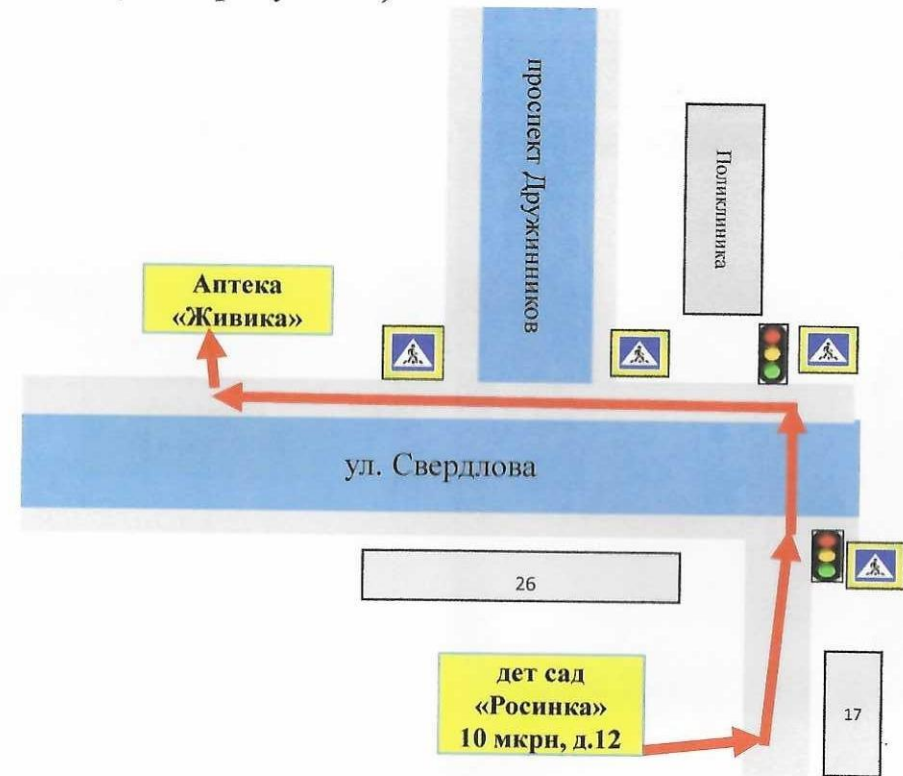 проспект Дружинников
Поликлиника
Аптека
«Живика»
ул. Свердлова
26
дет сад
«Росинка»
10 мкрн, д.12
17